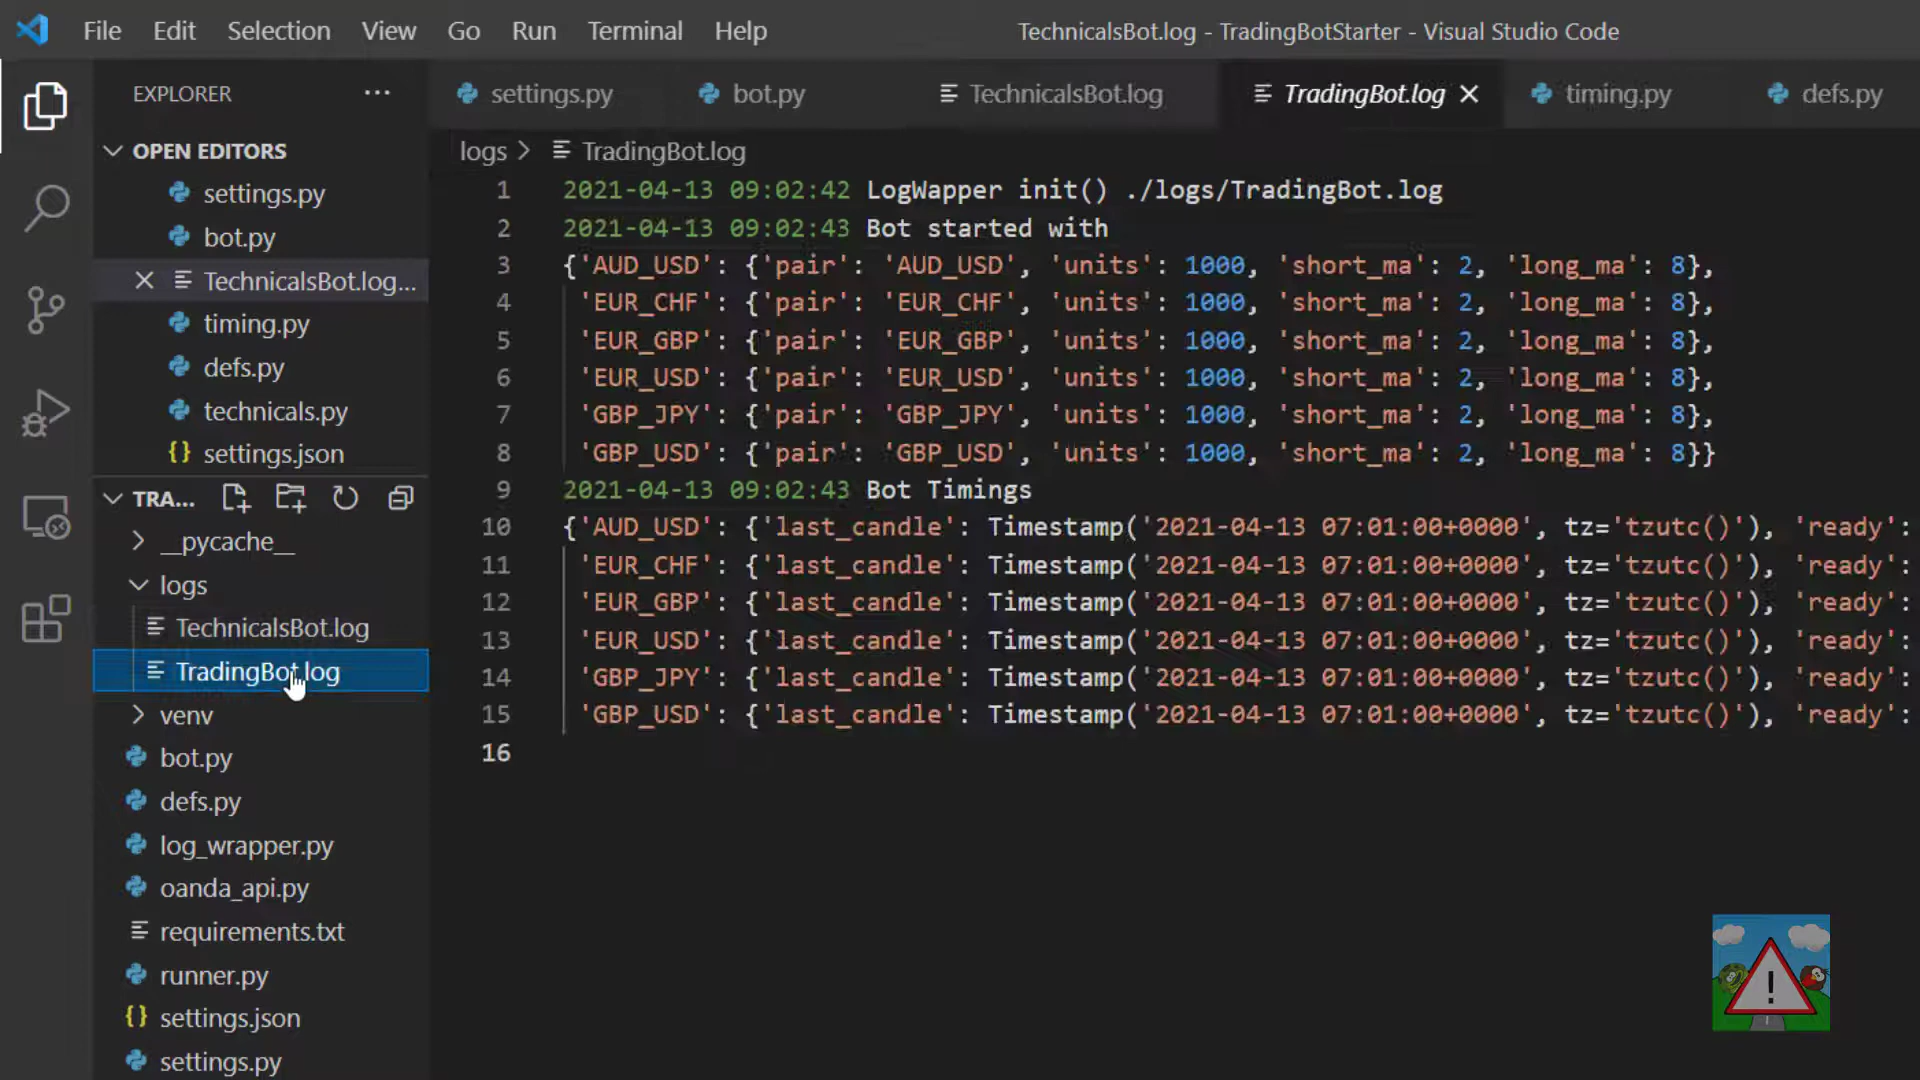 File Edit Selection View Go Run Terminal Help TechnicalsBot.log - TradingBotStarter - Visual Studio Code
EXPLORER ...
settings.py bot.py TechnicalsBot.log TradingBot.log timing.py defs.py
OPEN EDITORS
settings.py
bot.py
TechnicalsBot.log...
timing.py
defs.py
technicals.py
{} settings.json
TRA...
__pycache__
logs
TechnicalsBot.log
TradingBot.log
venv
bot.py
defs.py
log_wrapper.py
oanda_api.py
requirements.txt
runner.py
{} settings.json
settings.py
logs > TradingBot.log
1 2021-04-13 09:02:42 LogWapper init() ./logs/TradingBot.log
2 2021-04-13 09:02:43 Bot started with
3 {'AUD_USD': {'pair': 'AUD_USD', 'units': 1000, 'short_ma': 2, 'long_ma': 8},
4 'EUR_CHF': {'pair': 'EUR_CHF', 'units': 1000, 'short_ma': 2, 'long_ma': 8},
5 'EUR_GBP': {'pair': 'EUR_GBP', 'units': 1000, 'short_ma': 2, 'long_ma': 8},
6 'EUR_USD': {'pair': 'EUR_USD', 'units': 1000, 'short_ma': 2, 'long_ma': 8},
7 'GBP_JPY': {'pair': 'GBP_JPY', 'units': 1000, 'short_ma': 2, 'long_ma': 8},
8 'GBP_USD': {'pair': 'GBP_USD', 'units': 1000, 'short_ma': 2, 'long_ma': 8}}
9 2021-04-13 09:02:43 Bot Timings
10 {'AUD_USD': {'last_candle': Timestamp('2021-04-13 07:01:00+0000', tz='tzutc()'), 'ready':
11 'EUR_CHF': {'last_candle': Timestamp('2021-04-13 07:01:00+0000', tz='tzutc()'), 'ready':
12 'EUR_GBP': {'last_candle': Timestamp('2021-04-13 07:01:00+0000', tz='tzutc()'), 'ready':
13 'EUR_USD': {'last_candle': Timestamp('2021-04-13 07:01:00+0000', tz='tzutc()'), 'ready':
14 'GBP_JPY': {'last_candle': Timestamp('2021-04-13 07:01:00+0000', tz='tzutc()'), 'ready':
15 'GBP_USD': {'last_candle': Timestamp('2021-04-13 07:01:00+0000', tz='tzutc()'), 'ready':
16
!